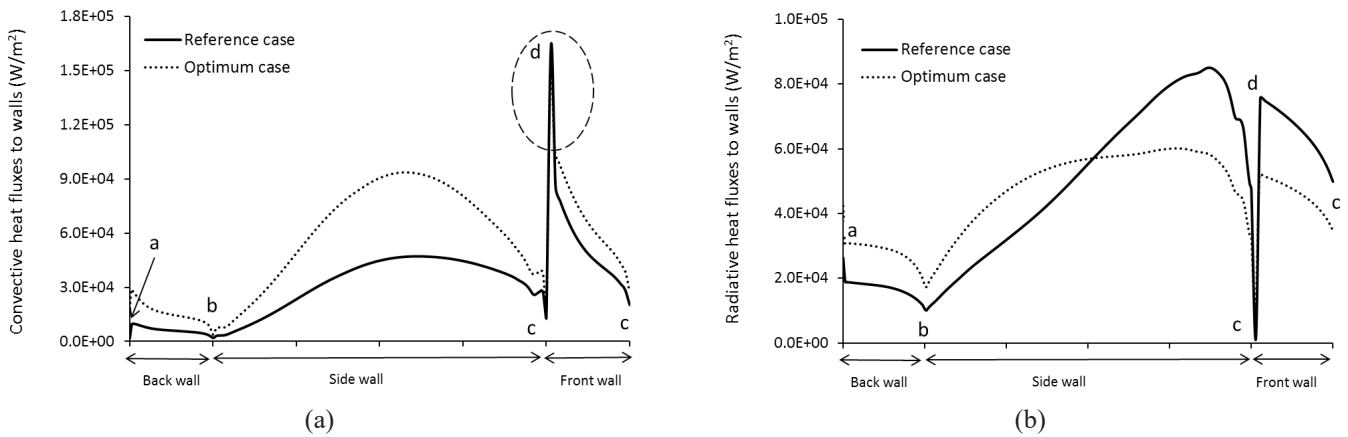 Convective heat fluxes to walls (W/m²)
1.8E+05
1.5E+05
1.2E+05
9.0E+04
6.0E+04
3.0E+04
0.0E+00
Reference case
Optimum case
a
b
c
d
c
Back wall
Side wall
Front wall
(a)
Radiative heat fluxes to walls (W/m²)
1.0E+05
8.0E+04
6.0E+04
4.0E+04
2.0E+04
0.0E+00
Reference case
Optimum case
a
b
c
d
c
Back wall
Side wall
Front wall
(b)